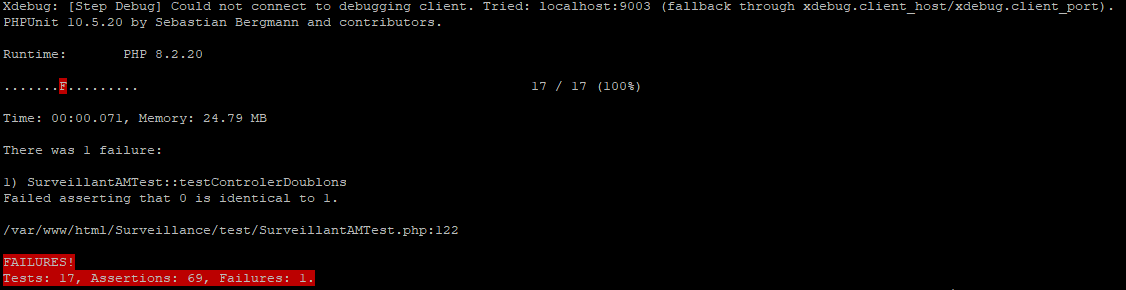 Xdebug: [Step Debug] Could not connect to debugging client. Tried: localhost:9003 (fallback through xdebug.client_host/xdebug.client_port).
PHPUnit 10.5.20 by Sebastian Bergmann and contributors.
Runtime:       PHP 8.2.20
.......F.........                                                  17 / 17 (100%)
Time: 00:00.071, Memory: 24.79 MB
There was 1 failure:
1) SurveillantAMTest::testControlerDoublons
Failed asserting that 0 is identical to 1.
/var/www/html/Surveillance/test/SurveillantAMTest.php:122
FAILURES!
Tests: 17, Assertions: 69, Failures: 1.